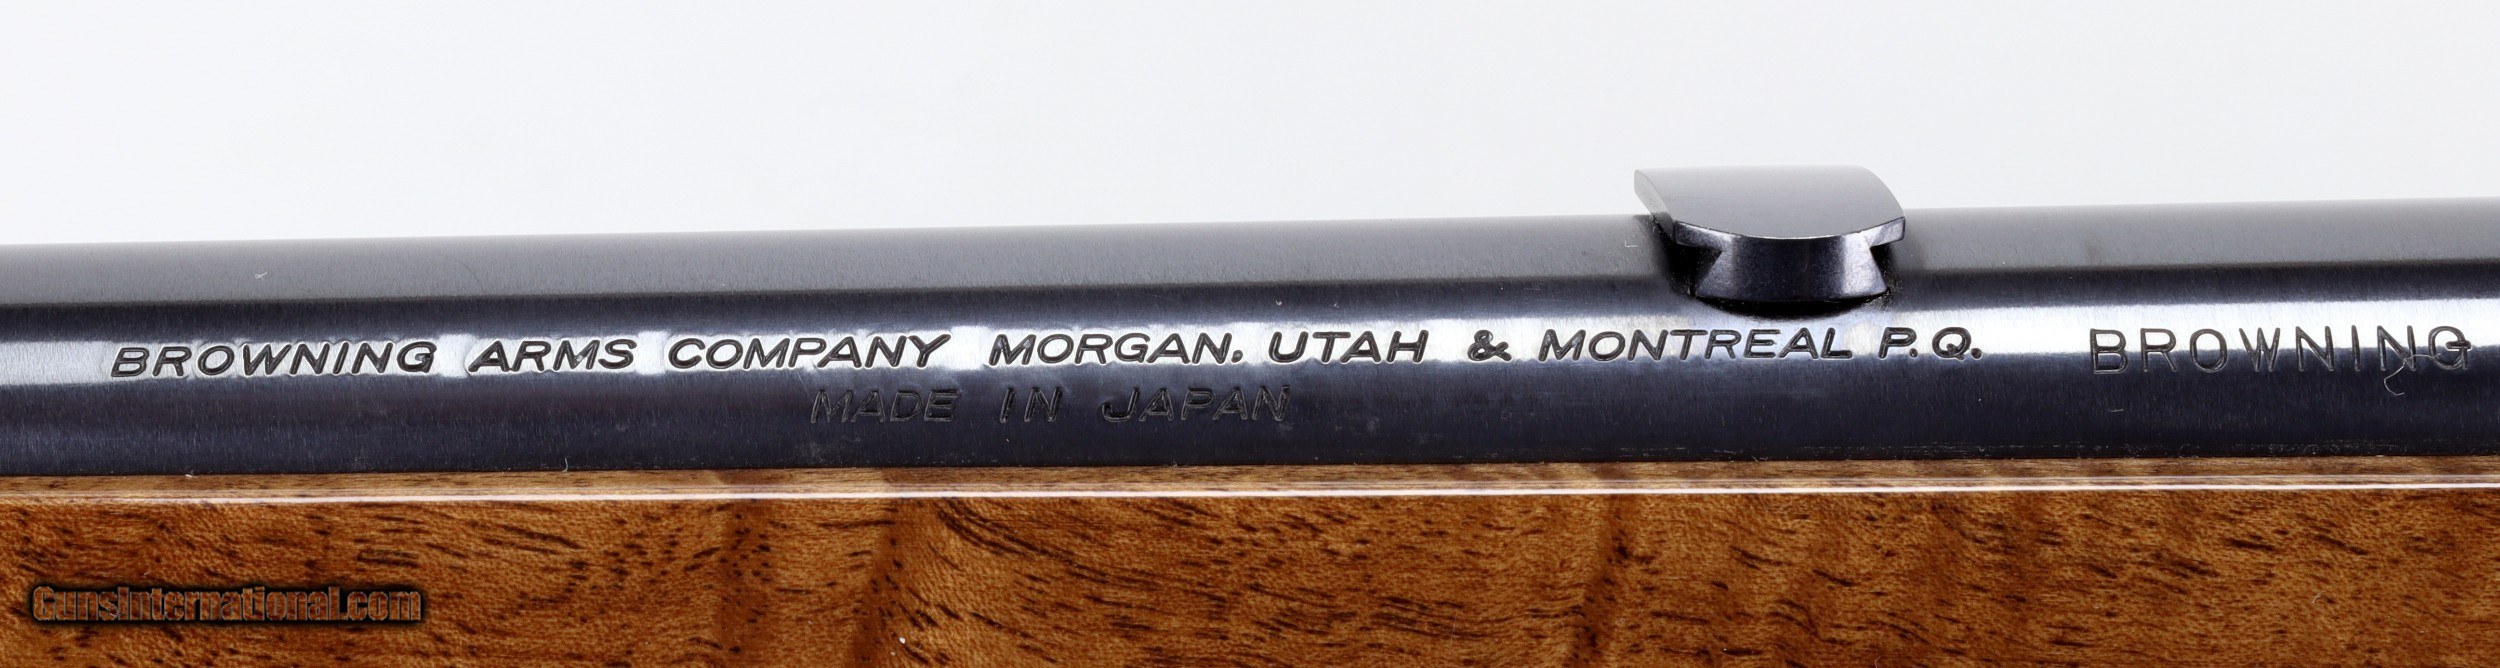 BROWNING ARMS COMPANY MORGAN. UTAH & MONTREAL P.Q. BROWNING
MADE IN JAPAN
GunsInternational.com